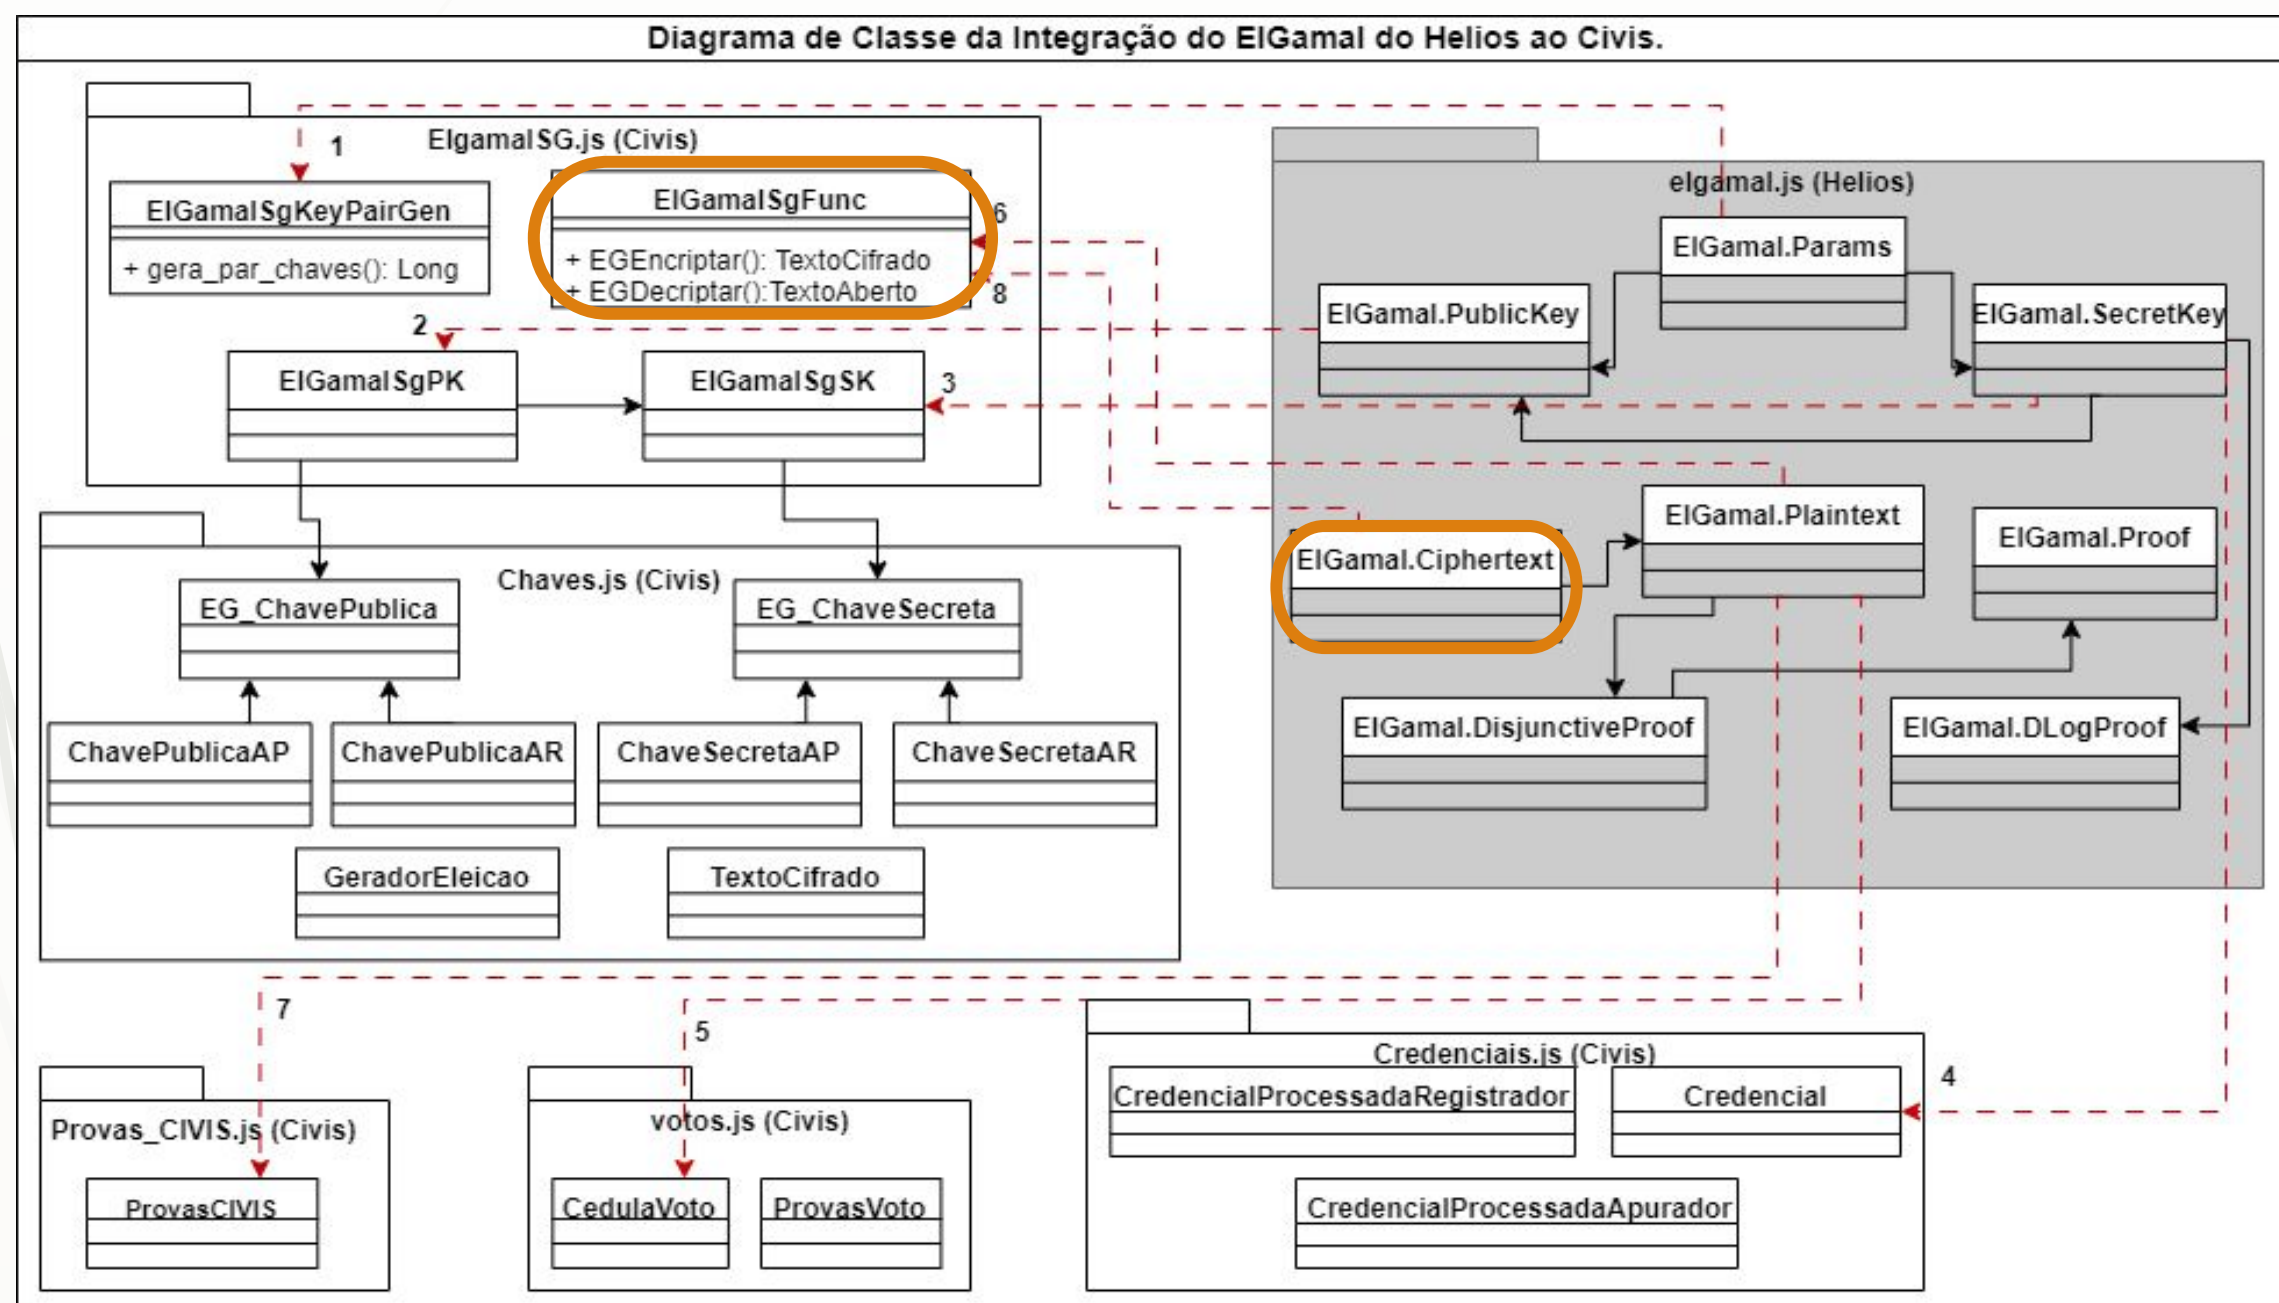 Diagrama de Classe da Integração do ElGamal do Helios ao Civis.
ElgamalSG.js (Civis)
1
ElGamalSgKeyPairGen
+ gera_par_chaves(): Long
ElGamalSgFunc
+ EGEncriptar(): TextoCifrado
+ EGDecriptar():TextoAberto
6
8
2
ElGamalSgPK
ElGamalSgSK
3
elgamal.js (Helios)
ElGamal.Params
ElGamal.PublicKey
ElGamal.SecretKey
ElGamal.Plaintext
ElGamal.Proof
ElGamal.Ciphertext
ElGamal.DisjunctiveProof
ElGamal.DLogProof
Chaves.js (Civis)
EG_ChavePublica
EG_ChaveSecreta
ChavePublicaAP
ChavePublicaAR
ChaveSecretaAP
ChaveSecretaAR
GeradorEleicao
TextoCifrado
7
Provas_CIVIS.js (Civis)
ProvasCIVIS
5
votos.js (Civis)
CedulaVoto
ProvasVoto
Credenciais.js (Civis)
CredencialProcessadaRegistrador
Credencial
4
CredencialProcessadaApurador